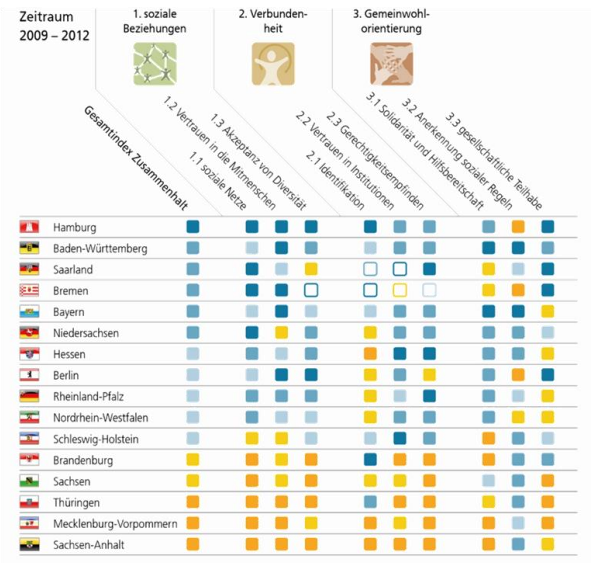 Zeitraum
2009 – 2012
1. soziale
Beziehungen
2. Verbunden-
heit
3. Gemeinwohl-
orientierung
Gesamtindex Zusammenhalt
1.1 soziale Netze
1.2 Vertrauen in die Mitmenschen
1.3 Akzeptanz von Diversität
2.1 Identifikation
2.2 Vertrauen in Institutionen
2.3 Gerechtigkeitsempfinden
3.1 Solidarität und Hilfsbereitschaft
3.2 Anerkennung sozialer Regeln
3.3 gesellschaftliche Teilhabe
Hamburg
Baden-Württemberg
Saarland
Bremen
Bayern
Niedersachsen
Hessen
Berlin
Rheinland-Pfalz
Nordrhein-Westfalen
Schleswig-Holstein
Brandenburg
Sachsen
Thüringen
Mecklenburg-Vorpommern
Sachsen-Anhalt